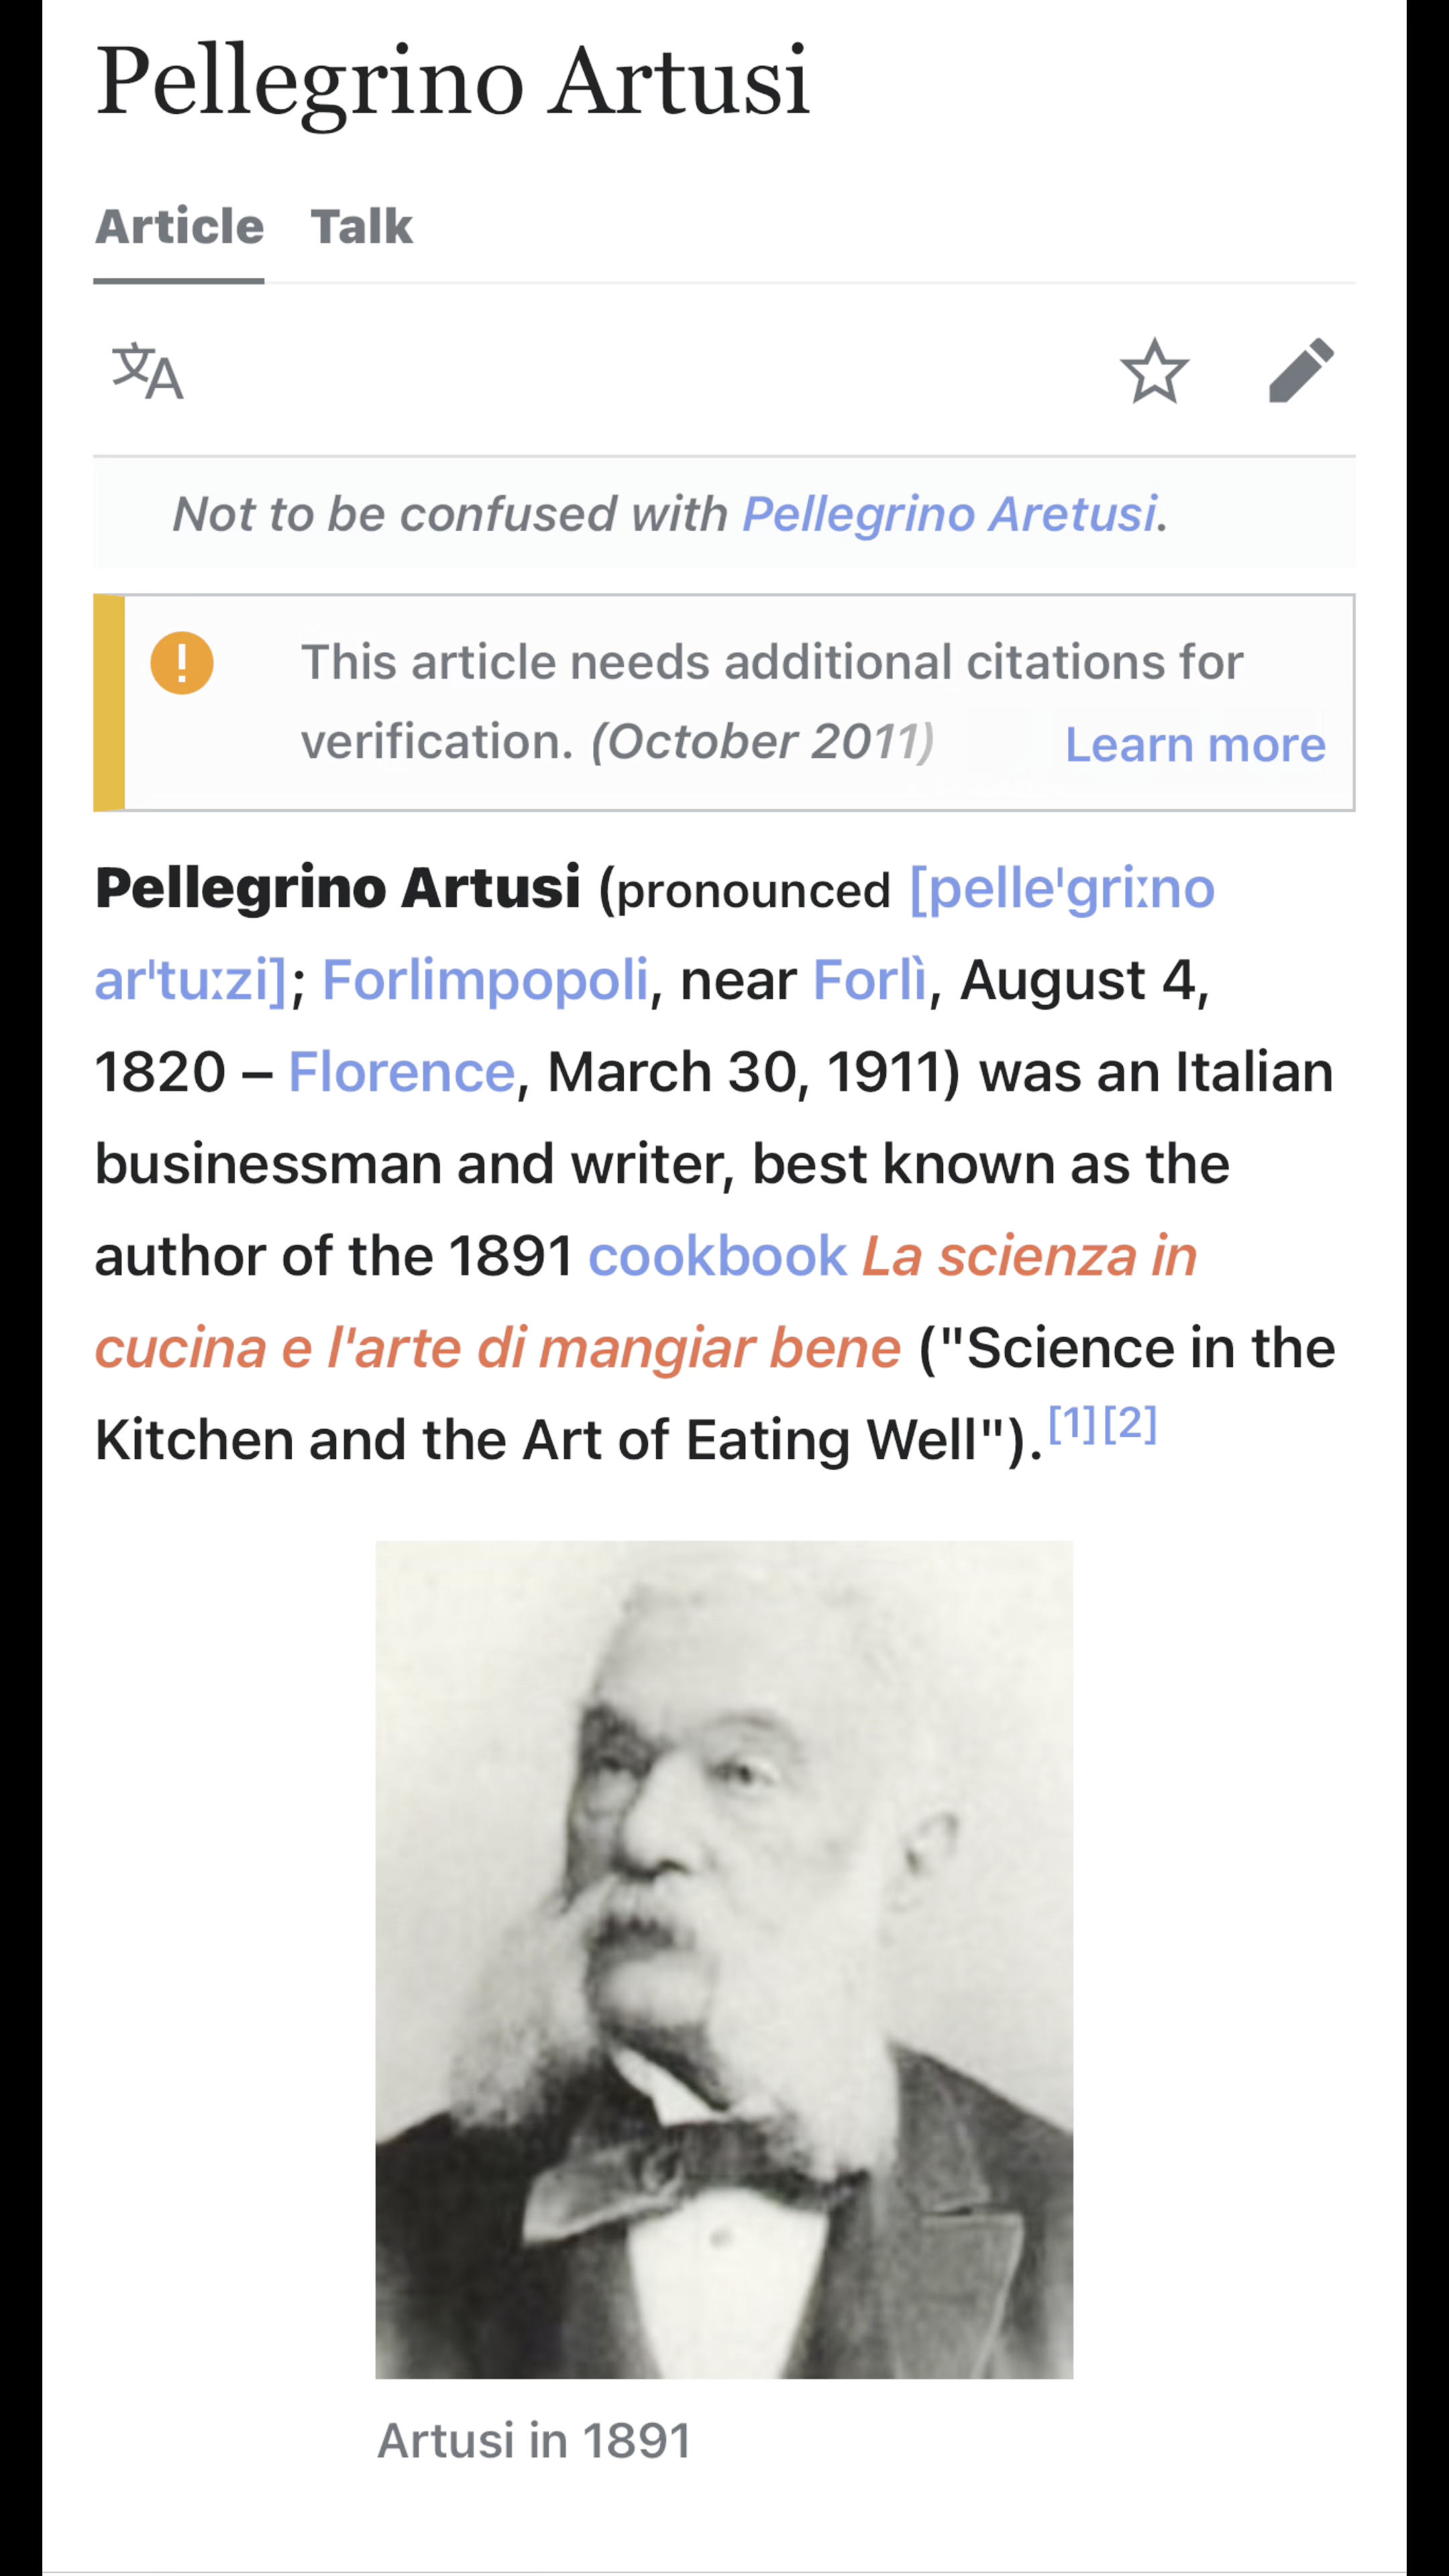 Pellegrino Artusi
Article Talk
文A
Not to be confused with Pellegrino Aretusi.
This article needs additional citations for
verification. (October 2011) Learn more
Pellegrino Artusi (pronounced [pelleˈɡriːno
arˈtuːzi]; Forlimpopoli, near Forlì, August 4,
1820 – Florence, March 30, 1911) was an Italian
businessman and writer, best known as the
author of the 1891 cookbook La scienza in
cucina e l'arte di mangiar bene ("Science in the
Kitchen and the Art of Eating Well").[1][2]
Artusi in 1891